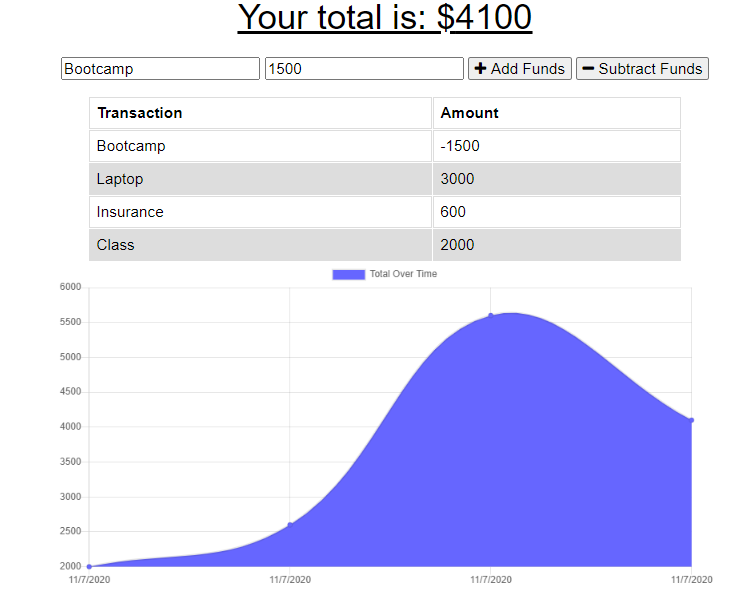 Your total is: $4100
Bootcamp 1500 Add Funds Subtract Funds
Transaction Amount
Bootcamp -1500
Laptop 3000
Insurance 600
Class 2000
Total Over Time
6000
5500
5000
4500
4000
3500
3000
2500
2000
11/7/2020 11/7/2020 11/7/2020 11/7/2020